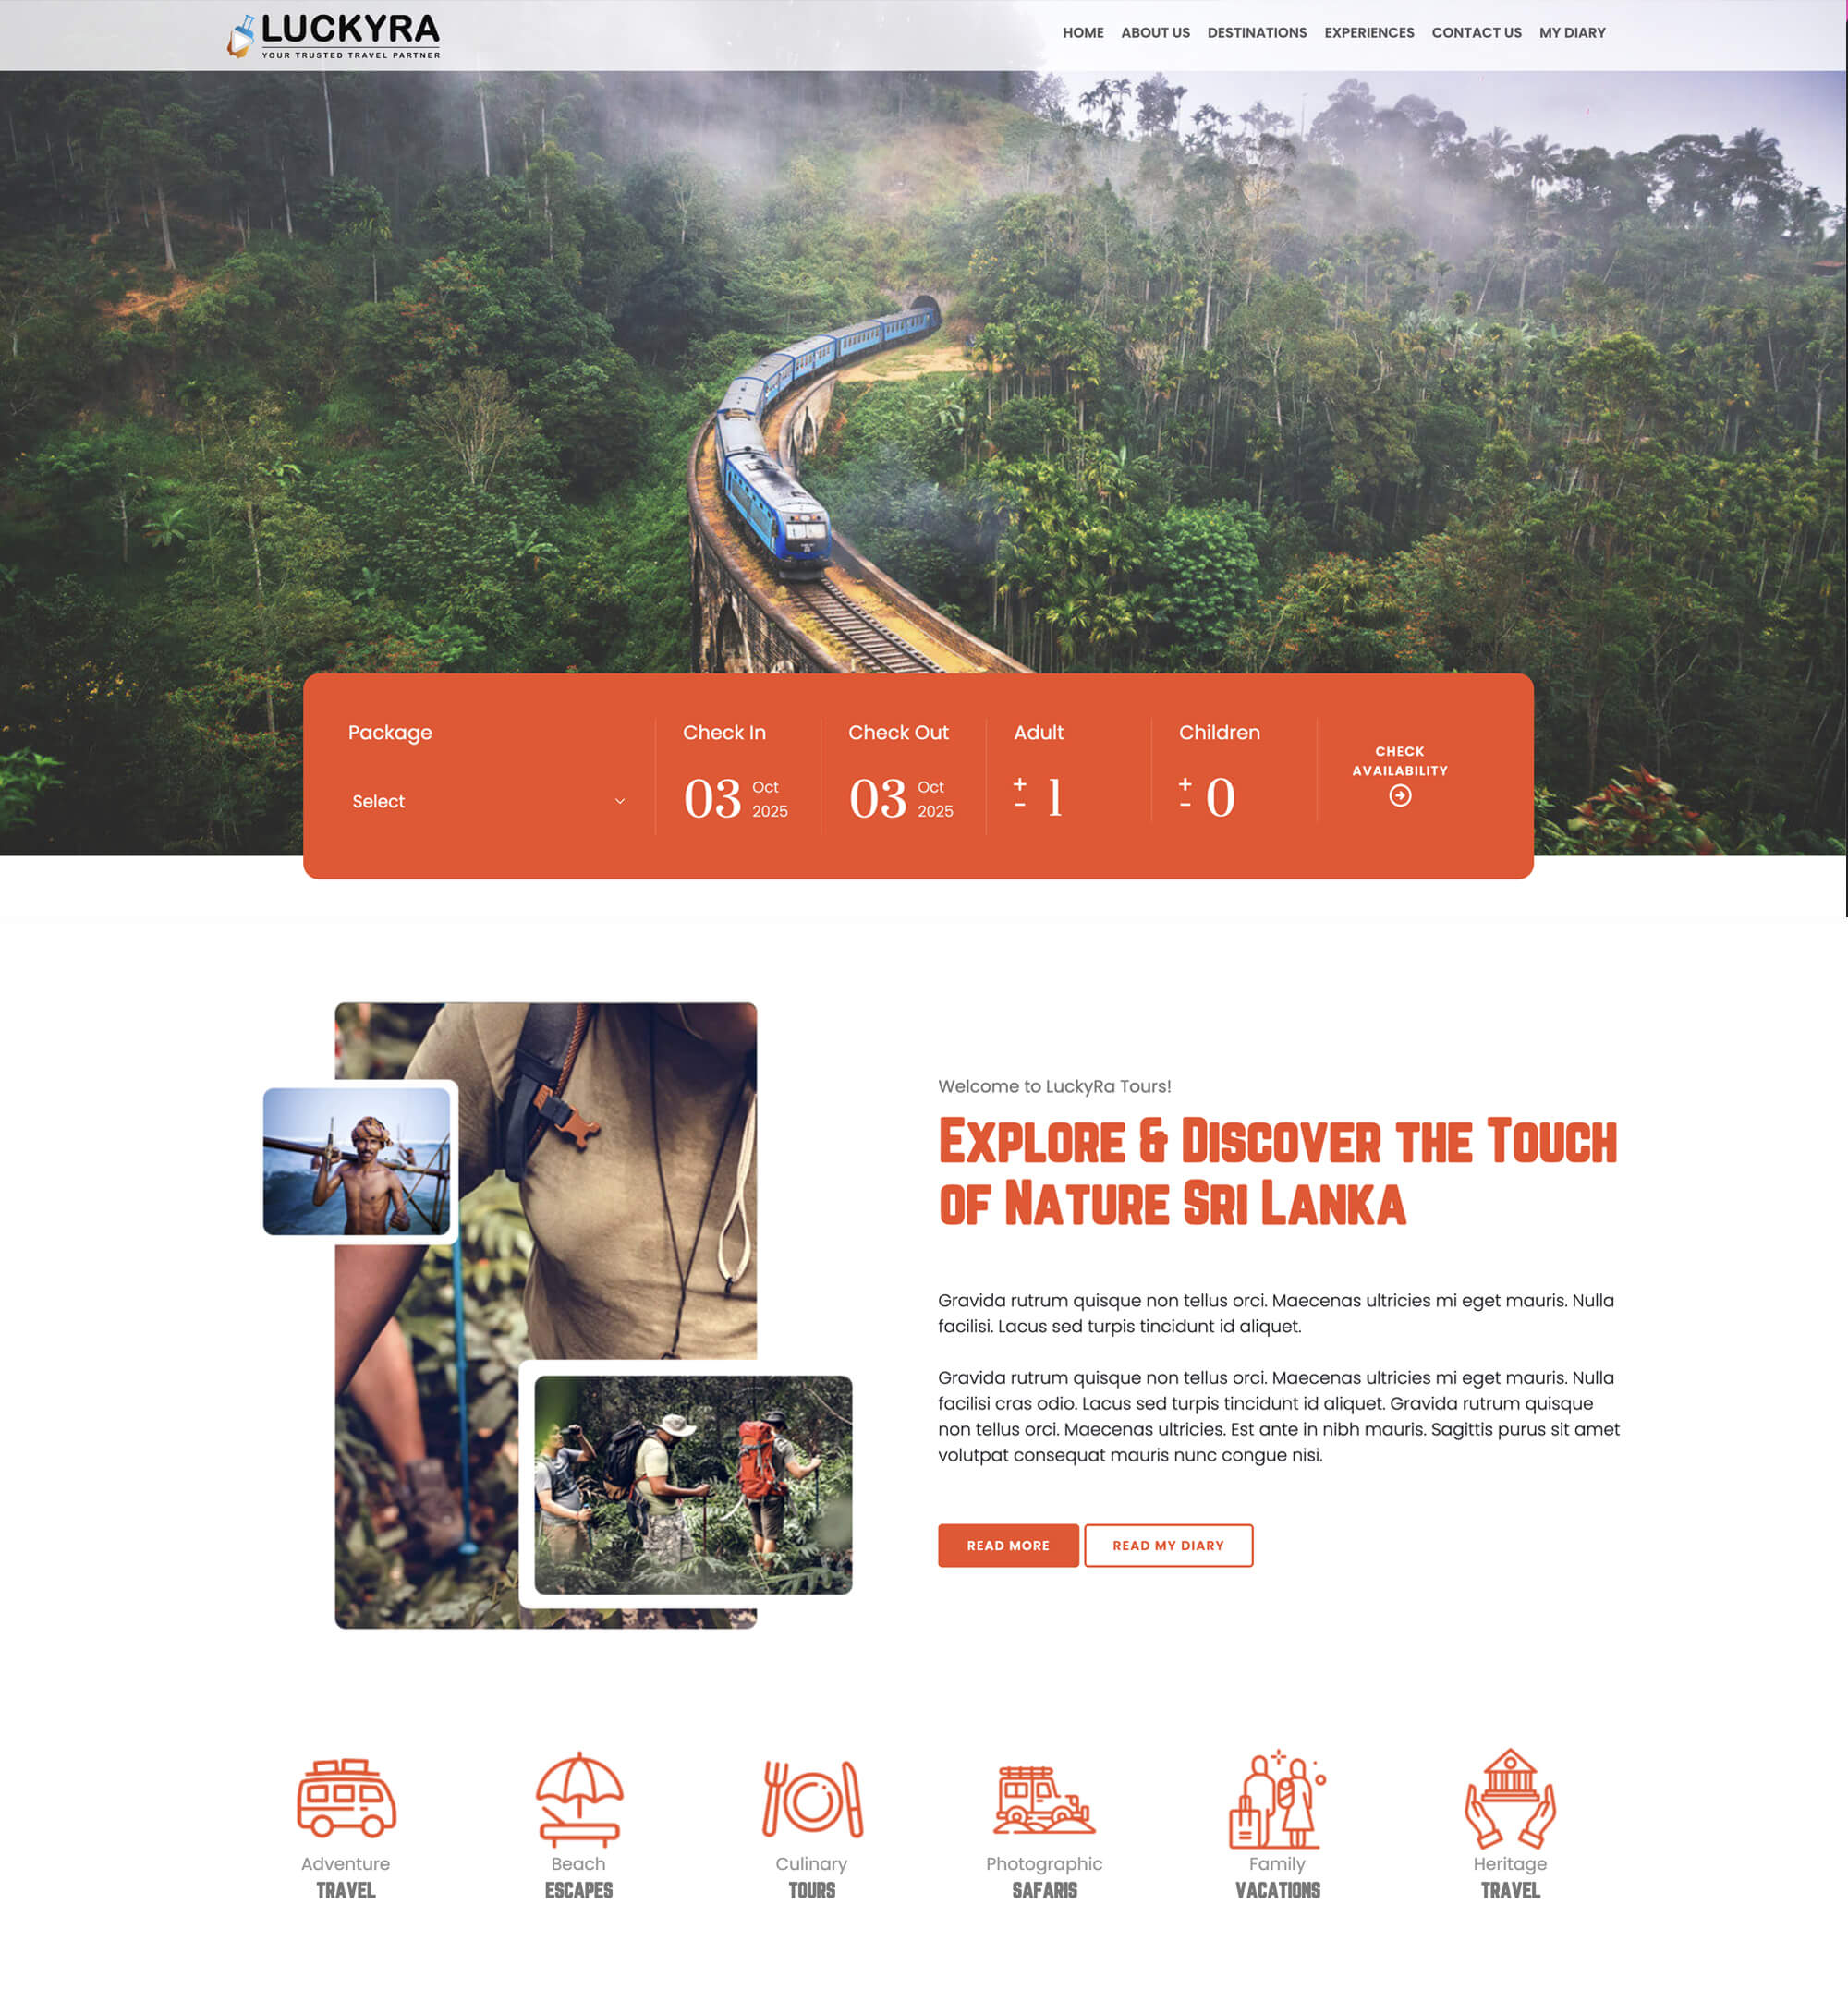 LUCKYRA
YOUR TRUSTED TRAVEL PARTNER
HOME ABOUT US DESTINATIONS EXPERIENCES CONTACT US MY DIARY
Package
Select
Check In
03 Oct 2025
Check Out
03 Oct 2025
Adult
+ - 1
Children
+ - 0
CHECK
AVAILABILITY
Welcome to LuckyRa Tours!
EXPLORE & DISCOVER THE TOUCH
OF NATURE SRI LANKA
Gravida rutrum quisque non tellus orci. Maecenas ultricies mi eget mauris. Nulla
facilisi. Lacus sed turpis tincidunt id aliquet.
Gravida rutrum quisque non tellus orci. Maecenas ultricies mi eget mauris. Nulla
facilisi cras odio. Lacus sed turpis tincidunt id aliquet. Gravida rutrum quisque
non tellus orci. Maecenas ultricies. Est ante in nibh mauris. Sagittis purus sit amet
volutpat consequat mauris nunc congue nisi.
READ MORE
READ MY DIARY
Adventure
TRAVEL
Beach
ESCAPES
Culinary
TOURS
Photographic
SAFARIS
Family
VACATIONS
Heritage
TRAVEL